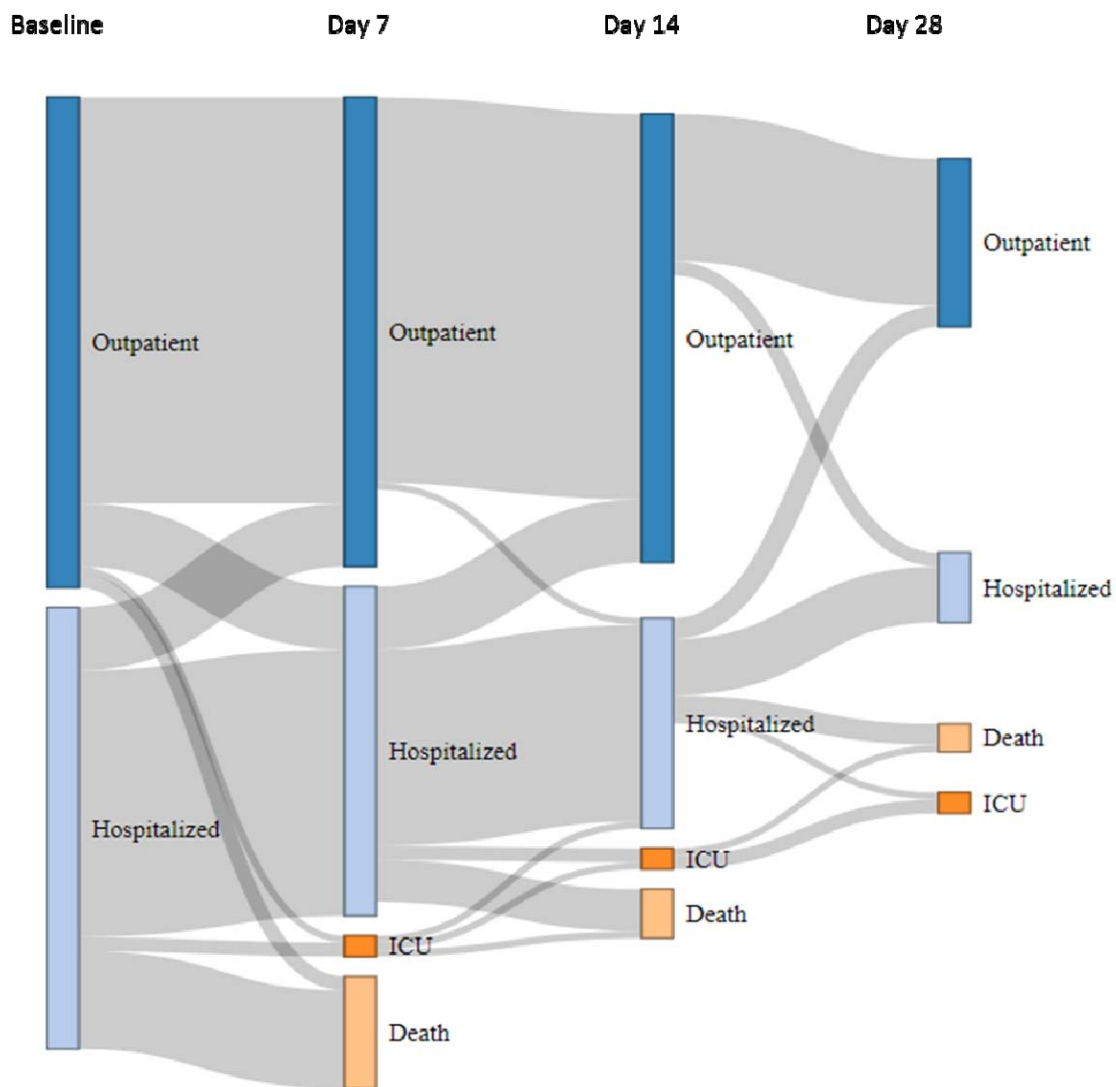 Baseline Day 7 Day 14 Day 28
Outpatient
Outpatient
Outpatient
Outpatient
Hospitalized
Hospitalized
Hospitalized
Hospitalized
Death
ICU
ICU
Death
ICU
Death